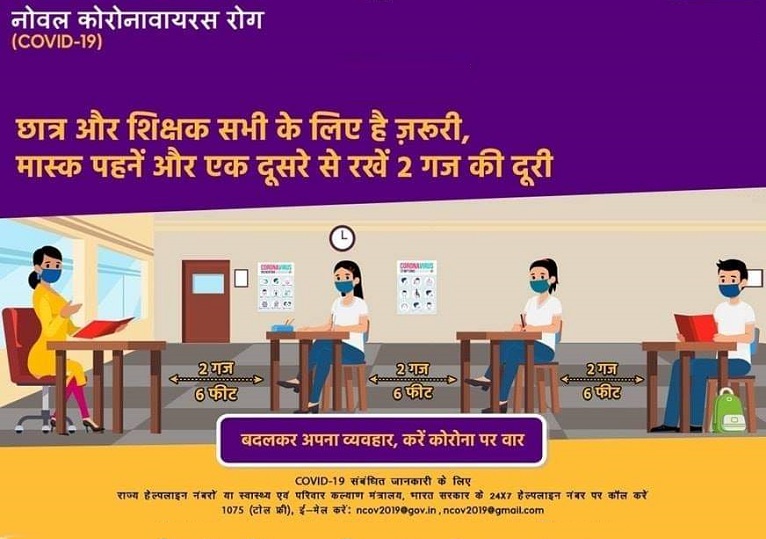 नोवल कोरोनावायरस रोग
(COVID-19)
छात्र और शिक्षक सभी के लिए है ज़रूरी,
मास्क पहनें और एक दूसरे से रखें 2 गज की दूरी
CORONAVIRUS
CORONAVIRUS
2 गज
6 फीट
2 गज
6 फीट
2 गज
6 फीट
बदलकर अपना व्यवहार, करें कोरोना पर वार
COVID-19 संबंधित जानकारी के लिए
राज्य हेल्पलाइन नंबरों या स्वास्थ्य एवं परिवार कल्याण मंत्रालय, भारत सरकार के 24X7 हेल्पलाइन नंबर पर कॉल करें
1075 (टोल फ्री), ई-मेल करें: ncov2019@gov.in, ncov2019@gmail.com